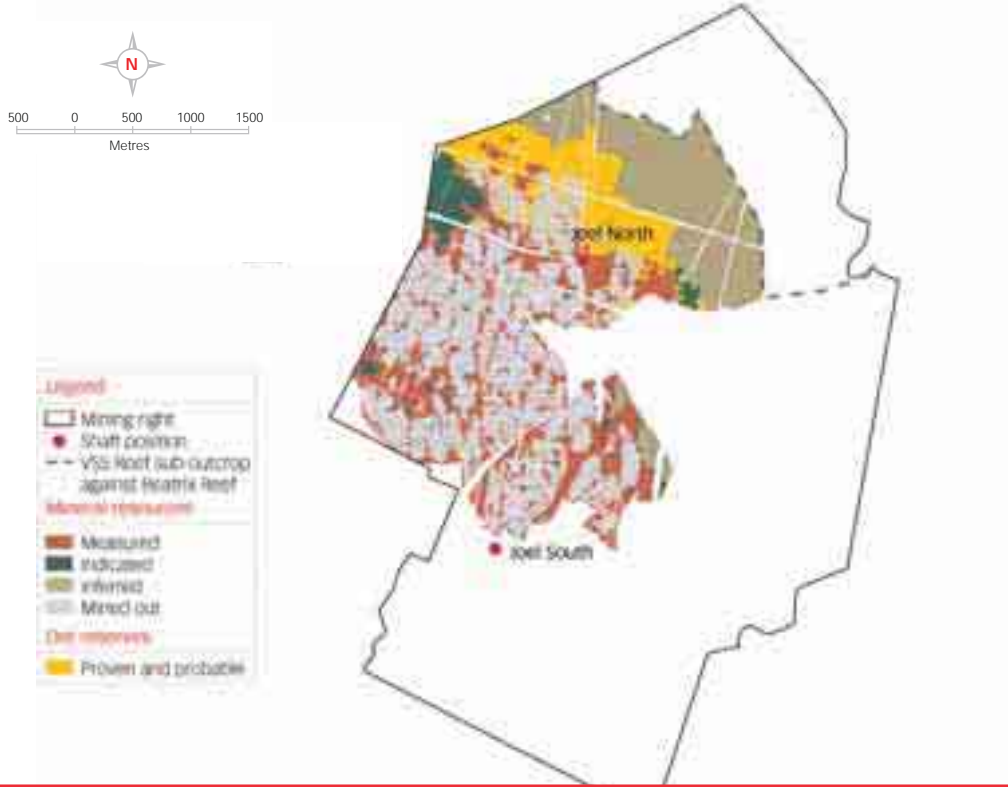 N
500 0 500 1000 1500
Metres
Joel North
Legend
Mining right
Shaft position
VS5 Reef sub-outcrop
against Beatrix Reef
Mineral resources
Measured
Indicated
Inferred
Mined out
Ore reserves
Proven and probable
Joel South